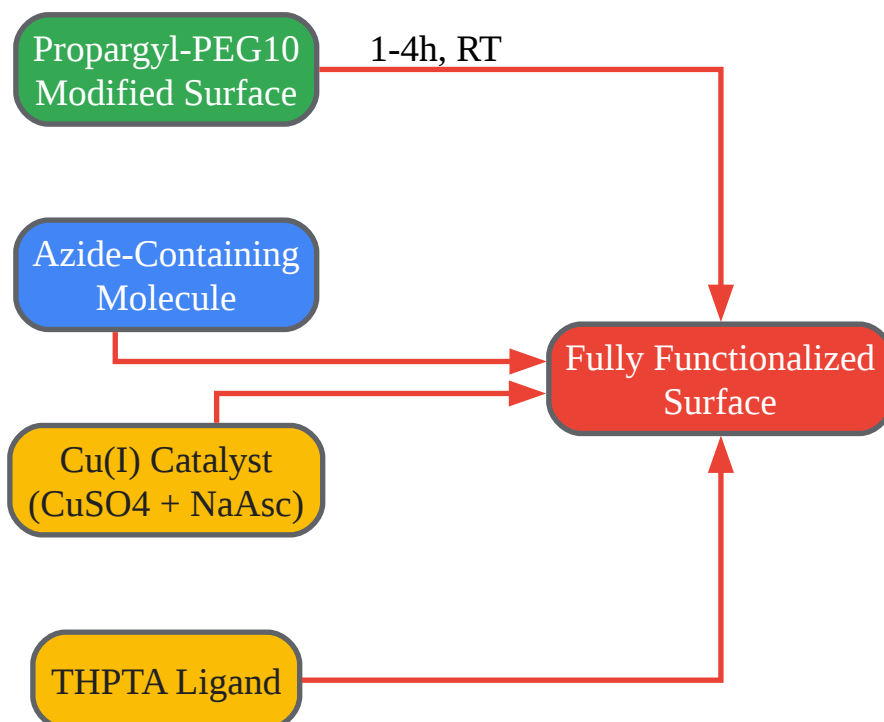 Propargyl-PEG10
Modified Surface
1-4h, RT
Azide-Containing
Molecule
Fully Functionalized
Surface
Cu(I) Catalyst
(CuSO4 + NaAsc)
THPTA Ligand